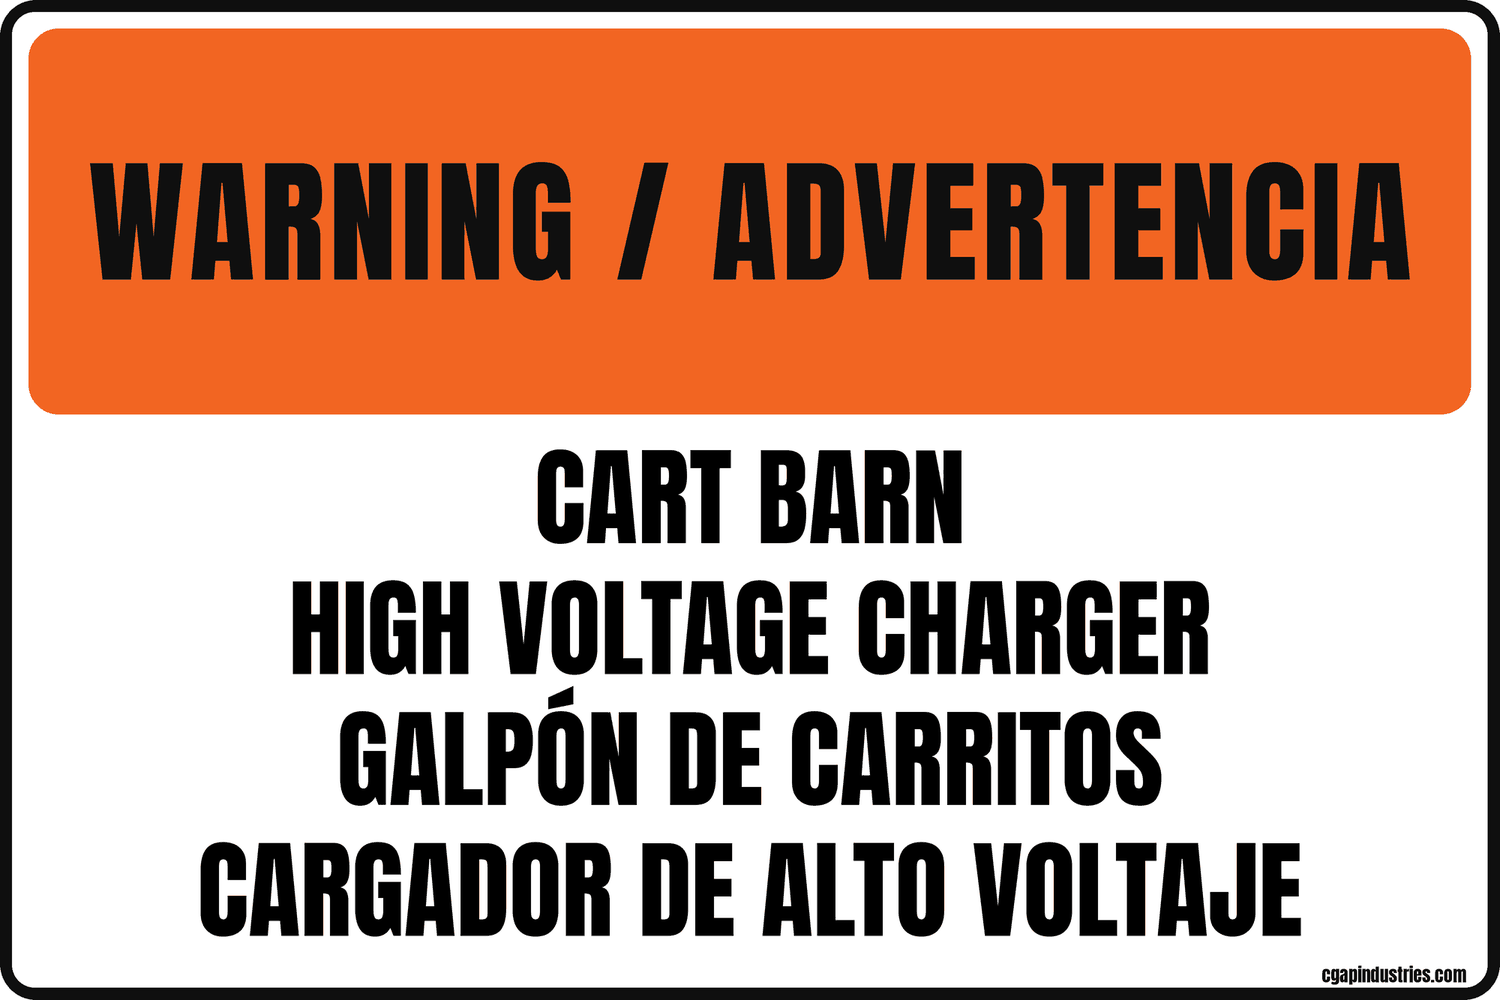 WARNING / ADVERTENCIA
CART BARN
HIGH VOLTAGE CHARGER
GALPÓN DE CARRITOS
CARGADOR DE ALTO VOLTAJE
cgapindustries.com